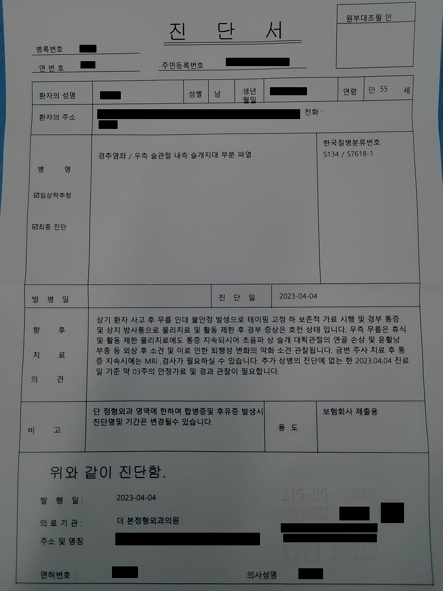 진 단 서
원부대조필 인
병록번호
연 번 호
주민등록번호
환자의 성명
성별
남
생년
월일
연령
만 55 세
환자의 주소
전화 :
병 명
☑임상적추정
☑최종 진단
경추염좌 / 우측 슬관절 내측 슬개지대 부분 파열
한국질병분류번호
S134 / S7618-1
발 병 일
진 단 일
2023-04-04
향 후
치 료
의 견
상기 환자 사고 후 무릎 인대 불안정 발생으로 테이핑 고정 하 보존적 가료 시행 및 경부 통증
및 상지 방사통으로 물리치료 및 활동 제한 후 경부 증상은 호전 상태 입니다. 우측 무릎은 휴식
및 활동제한 물리치료에도 통증 지속되시어 초음파 상 슬개 대퇴관절의 연골 손상 및 윤활낭
부종 등 외상 후 소견 및 이로 인한 퇴행성 변화의 악화 소견 관찰됩니다. 금번 주사 치료 후 통
증 지속시에는 MRI .검사가 필요하실 수 있습니다. 추가 상병의 진단에 없는 한 2023.04.04 진료
일 기준 약 03주의 안정가료 및 경과 관찰이 필요합니다.
비 고
단 정형외과 영역에 한하며 합병증및 후유증 발생시
진단명및 기간은 변경될수 있습니다.
용 도
보험회사 제출용
위와 같이 진단함.
발 행 일:
2023-04-04
의 료 기 관 :
더 본정형외과의원
주소 및 명칭
면허번호 :
의사성명